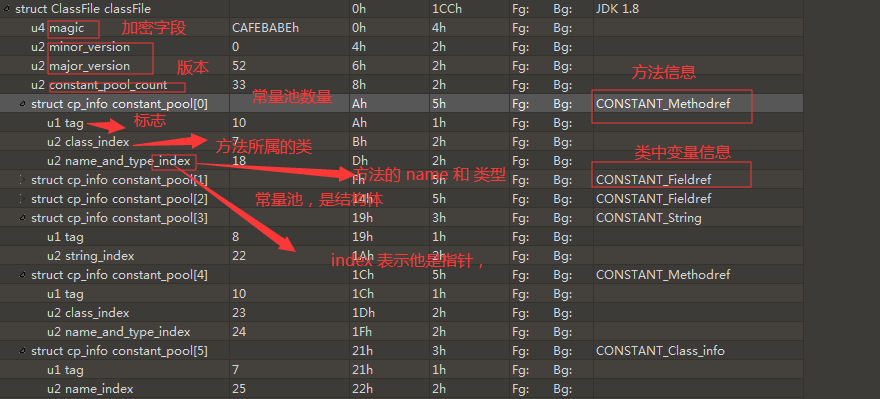 struct ClassFile classFile 0h 1CCh Fg: Bg: JDK 1.8
u4 magic 加密字段 CAFEBABEh 0h 4h Fg: Bg:
u2 minor_version 0 4h 2h Fg: Bg:
u2 major_version 版本 52 6h 2h Fg: Bg: 方法信息
u2 constant_pool_count 33 8h 2h Fg: Bg:
struct cp_info constant_pool[0] 常量池数量 Ah 5h Fg: Bg: CONSTANT_Methodref
u1 tag 标志 10 Ah 1h Fg: Bg:
u2 class_index 7 方法所属的类 Bh 2h Fg: Bg: 类中变量信息
u2 name_and_type_index 18 Dh 2h Fg: Bg:
方法的 name 和 类型
struct cp_info constant_pool[1] Fh 5h Fg: Bg: CONSTANT_Fieldref
struct cp_info constant_pool[2] 常量池，是结构体 14h 5h Fg: Bg: CONSTANT_Fieldref
struct cp_info constant_pool[3] 19h 3h Fg: Bg: CONSTANT_String
u1 tag 8 19h 1h Fg: Bg:
u2 string_index 22 1Ah 2h Fg: Bg:
index 表示他是指针，
struct cp_info constant_pool[4] 1Ch 5h Fg: Bg: CONSTANT_Methodref
u1 tag 10 1Ch 1h Fg: Bg:
u2 class_index 23 1Dh 2h Fg: Bg:
u2 name_and_type_index 24 1Fh 2h Fg: Bg:
struct cp_info constant_pool[5] 21h 3h Fg: Bg: CONSTANT_Class_info
u1 tag 7 21h 1h Fg: Bg:
u2 name_index 25 22h 2h Fg: Bg: